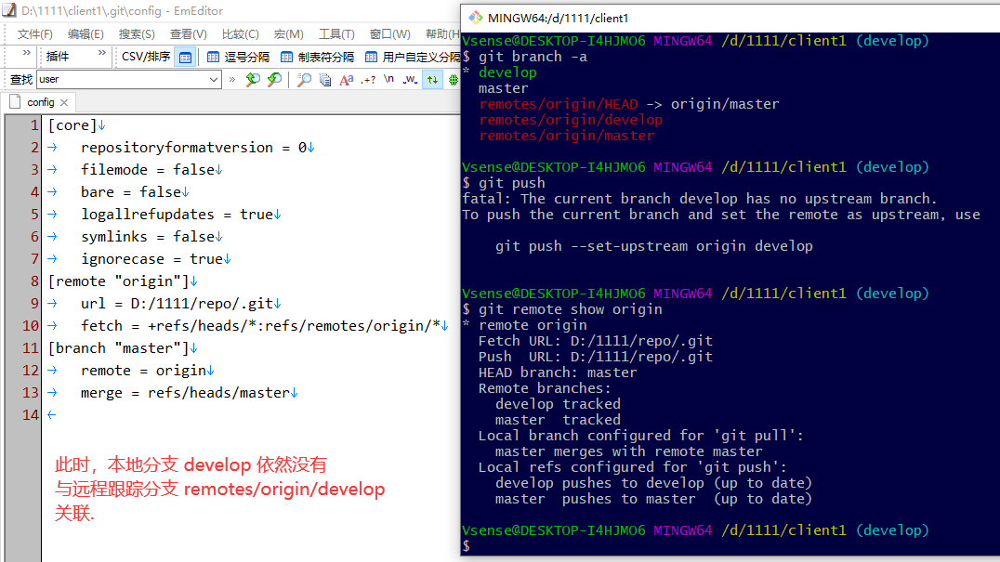 D:\1111\client1\.git\config - EmEditor
文件(F) 编辑(E) 搜索(S) 查看(V) 比较(C) 宏(M) 工具(T) 窗口(W) 帮助(H
» 插件 » CSV/排序 逗号分隔 制表符分隔 用户自定义分隔
查找 user » Aa .+? \n .w.
config ×
1 [core]↓
2 → repositoryformatversion = 0↓
3 → filemode = false↓
4 → bare = false↓
5 → logallrefupdates = true↓
6 → symlinks = false↓
7 → ignorecase = true↓
8 [remote "origin"]↓
9 → url = D:/1111/repo/.git↓
10 → fetch = +refs/heads/*:refs/remotes/origin/*↓
11 [branch "master"]↓
12 → remote = origin↓
13 → merge = refs/heads/master↓
14 ←
此时，本地分支 develop 依然没有
与远程跟踪分支 remotes/origin/develop
关联.
MINGW64:/d/1111/client1
Vsense@DESKTOP-I4HJMO6 MINGW64 /d/1111/client1 (develop)
$ git branch -a
* develop
master
remotes/origin/HEAD -> origin/master
remotes/origin/develop
remotes/origin/master
Vsense@DESKTOP-I4HJMO6 MINGW64 /d/1111/client1 (develop)
$ git push
fatal: The current branch develop has no upstream branch.
To push the current branch and set the remote as upstream, use
git push --set-upstream origin develop
Vsense@DESKTOP-I4HJMO6 MINGW64 /d/1111/client1 (develop)
$ git remote show origin
* remote origin
Fetch URL: D:/1111/repo/.git
Push  URL: D:/1111/repo/.git
HEAD branch: master
Remote branches:
develop tracked
master  tracked
Local branch configured for 'git pull':
master merges with remote master
Local refs configured for 'git push':
develop pushes to develop (up to date)
master  pushes to master  (up to date)
Vsense@DESKTOP-I4HJMO6 MINGW64 /d/1111/client1 (develop)
$